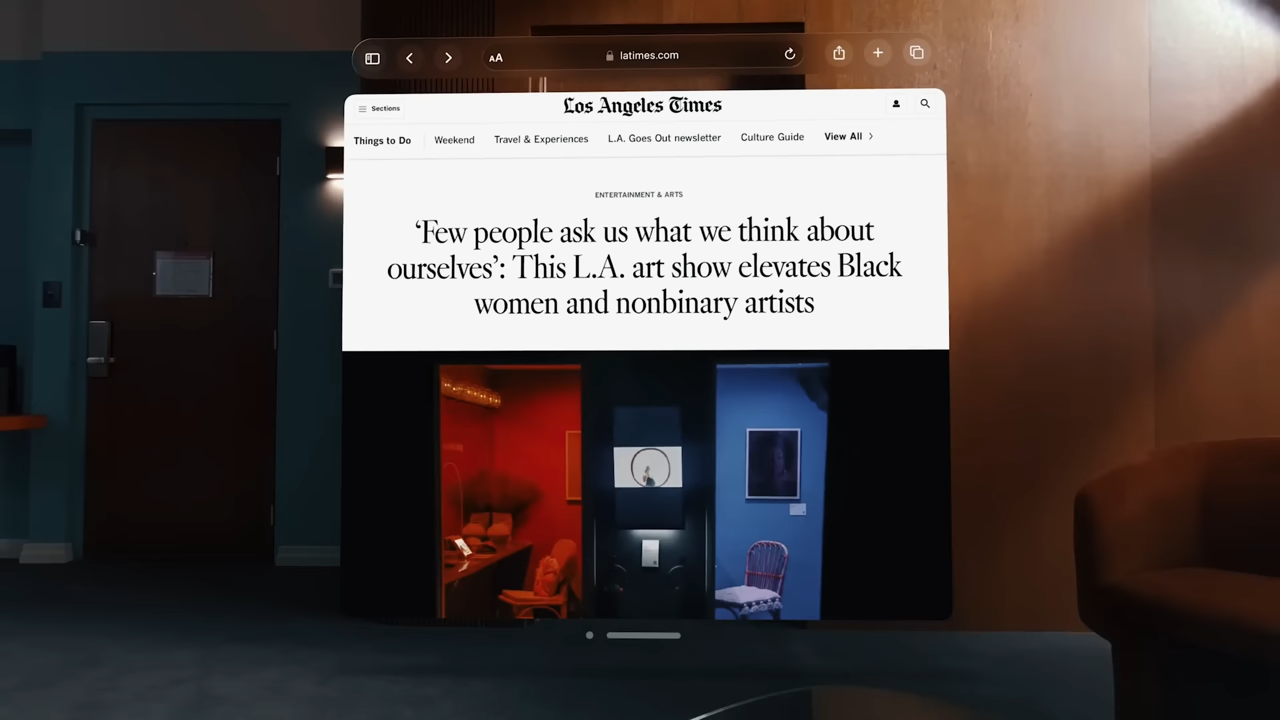 AA
latimes.com
Sections
Los Angeles Times
Things to Do Weekend Travel & Experiences L.A. Goes Out newsletter Culture Guide View All
ENTERTAINMENT & ARTS
‘Few people ask us what we think about
ourselves’: This L.A. art show elevates Black
women and nonbinary artists